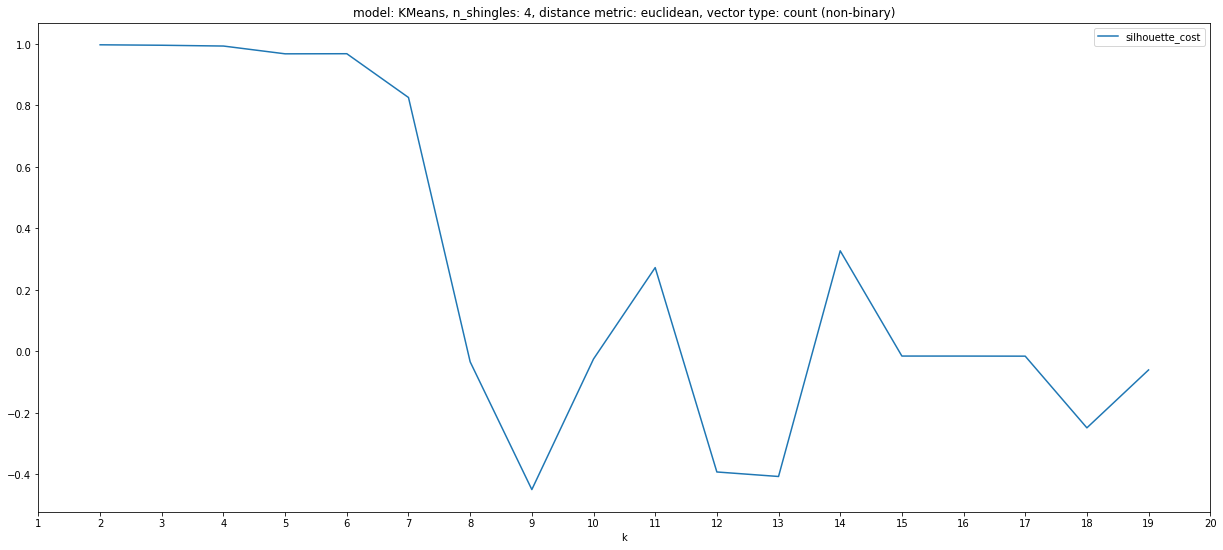 model: KMeans, n_shingles: 4, distance metric: euclidean, vector type: count (non-binary)
silhouette_cost
1.0
0.8
0.6
0.4
0.2
0.0
−0.2
−0.4
1 2 3 4 5 6 7 8 9 10 11 12 13 14 15 16 17 18 19 20
k